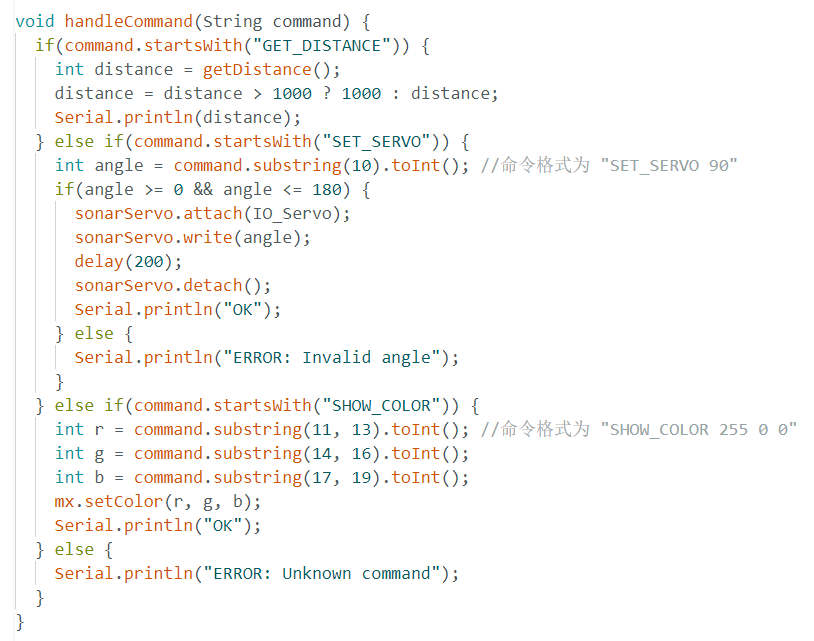 void handleCommand(String command) {
  if(command.startsWith("GET_DISTANCE")) {
    int distance = getDistance();
    distance = distance > 1000 ? 1000 : distance;
    Serial.println(distance);
  } else if(command.startsWith("SET_SERVO")) {
    int angle = command.substring(10).toInt(); //命令格式为 "SET_SERVO 90"
    if(angle >= 0 && angle <= 180) {
      sonarServo.attach(IO_Servo);
      sonarServo.write(angle);
      delay(200);
      sonarServo.detach();
      Serial.println("OK");
    } else {
      Serial.println("ERROR: Invalid angle");
    }
  } else if(command.startsWith("SHOW_COLOR")) {
    int r = command.substring(11, 13).toInt(); //命令格式为 "SHOW_COLOR 255 0 0"
    int g = command.substring(14, 16).toInt();
    int b = command.substring(17, 19).toInt();
    mx.setColor(r, g, b);
    Serial.println("OK");
  } else {
    Serial.println("ERROR: Unknown command");
  }
}